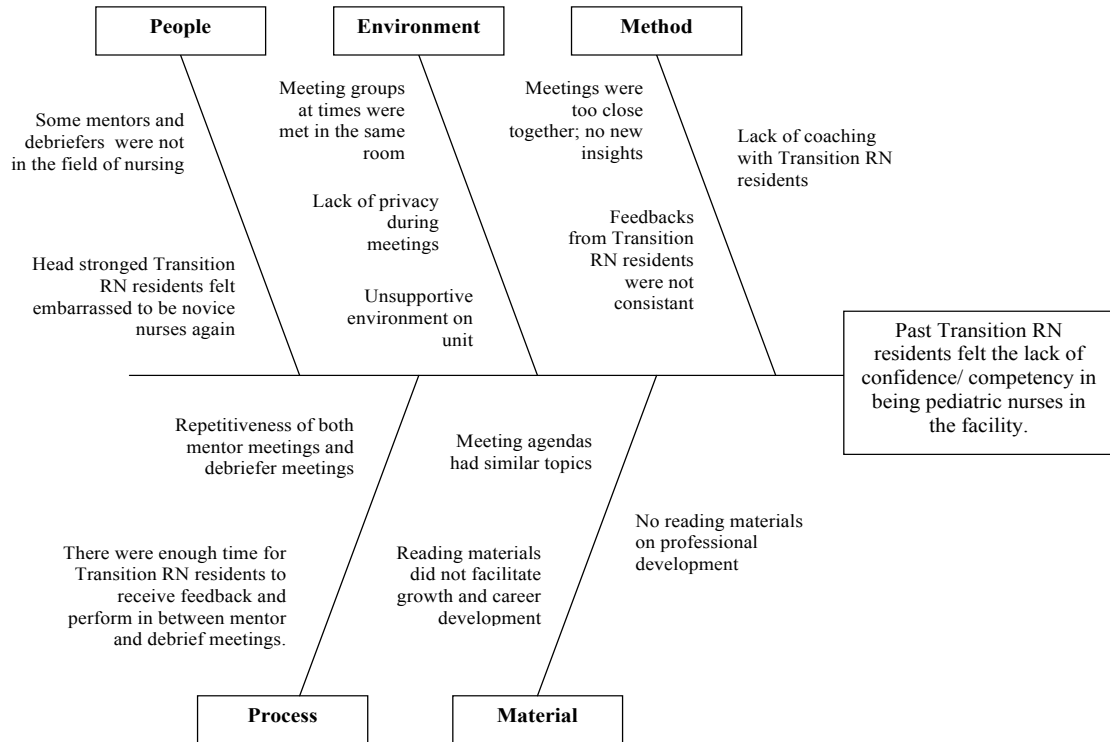 People
Environment
Method
Some mentors and
debriefers were not
in the field of nursing
Head stronged Transition
RN residents felt
embarrassed to be novice
nurses again
Meeting groups
at times were
met in the same
room
Lack of privacy
during
meetings
Unsupportive
environment on
unit
Meetings were
too close
together; no new
insights
Feedbacks
from Transition
RN residents
were not
consistant
Lack of coaching
with Transition RN
residents
Past Transition RN
residents felt the lack of
confidence/ competency in
being pediatric nurses in
the facility.
Repetitiveness of both
mentor meetings and
debriefer meetings
There were enough time for
Transition RN residents to
receive feedback and
perform in between mentor
and debrief meetings.
Meeting agendas
had similar topics
Reading materials
did not facilitate
growth and career
development
No reading materials
on professional
development
Process
Material